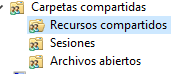 Carpetas compartidas
Recursos compartidos
Sesiones
Archivos abiertos